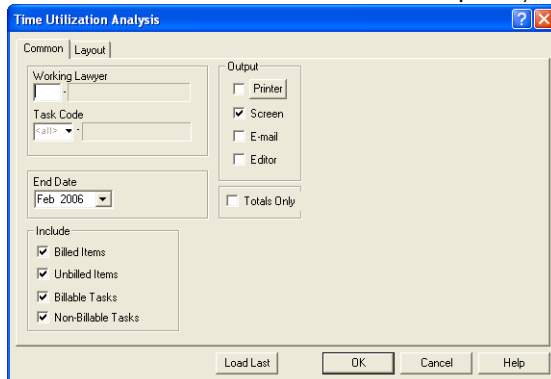 Time Utilization Analysis
Common
Layout
Working Lawyer
-
Task Code
<all> -
End Date
Feb 2006
Include
Billed Items
Unbilled Items
Billable Tasks
Non-Billable Tasks
Output
Printer
Screen
E-mail
Editor
Totals Only
Load Last
OK
Cancel
Help